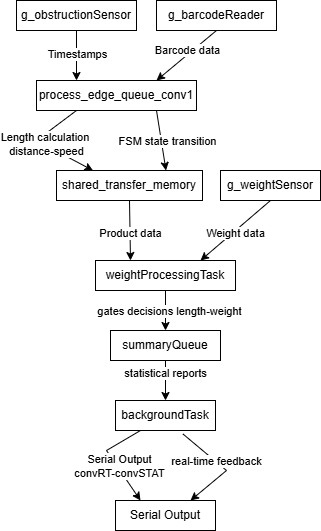 g_obstructionSensor
g_barcodeReader
Timestamps
Barcode data
process_edge_queue_conv1
Length calculation
distance-speed
FSM state transition
shared_transfer_memory
g_weightSensor
Product data
Weight data
weightProcessingTask
gates decisions length-weight
summaryQueue
statistical reports
backgroundTask
Serial Output
convRT-convSTAT
real-time feedback
Serial Output